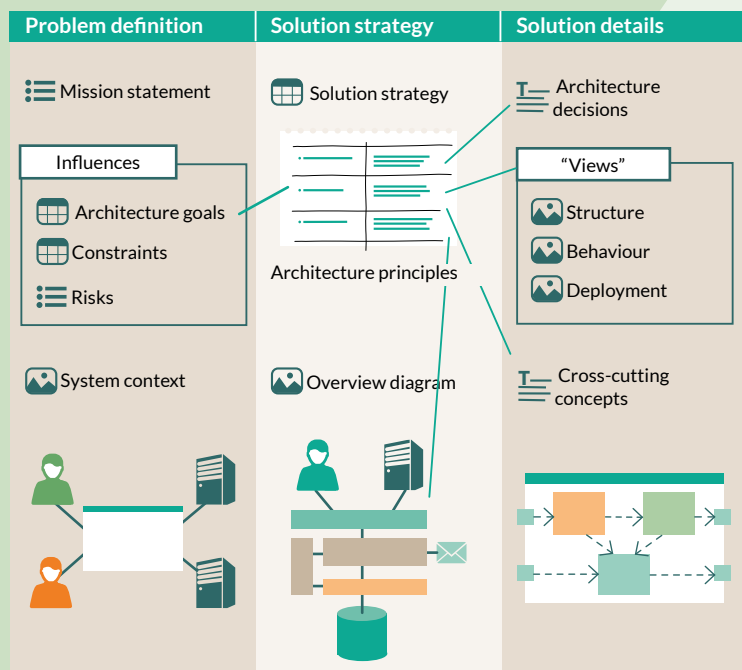 Problem definition
Mission statement
Influences
Architecture goals
Constraints
Risks
System context
Solution strategy
Solution strategy
Architecture principles
Overview diagram
Solution details
Architecture
decisions
“Views”
Structure
Behaviour
Deployment
Cross-cutting
concepts